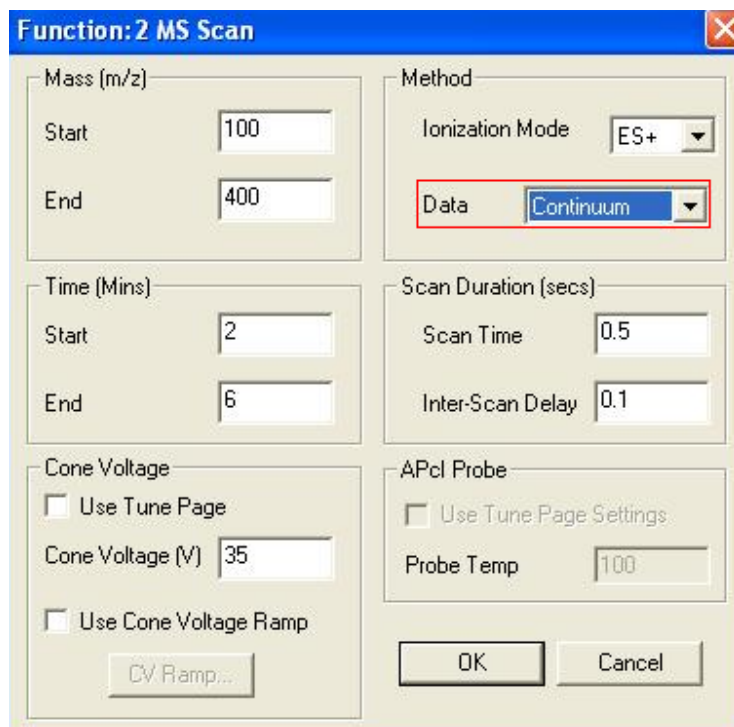 Function: 2 MS Scan
Mass (m/z)
Start 100
End 400
Method
Ionization Mode ES+
Data Continuum
Time (Mins)
Start 2
End 6
Scan Duration (secs)
Scan Time 0.5
Inter-Scan Delay 0.1
Cone Voltage
Use Tune Page
Cone Voltage (V) 35
Use Cone Voltage Ramp
CV Ramp...
APcI Probe
Use Tune Page Settings
Probe Temp 100
OK Cancel